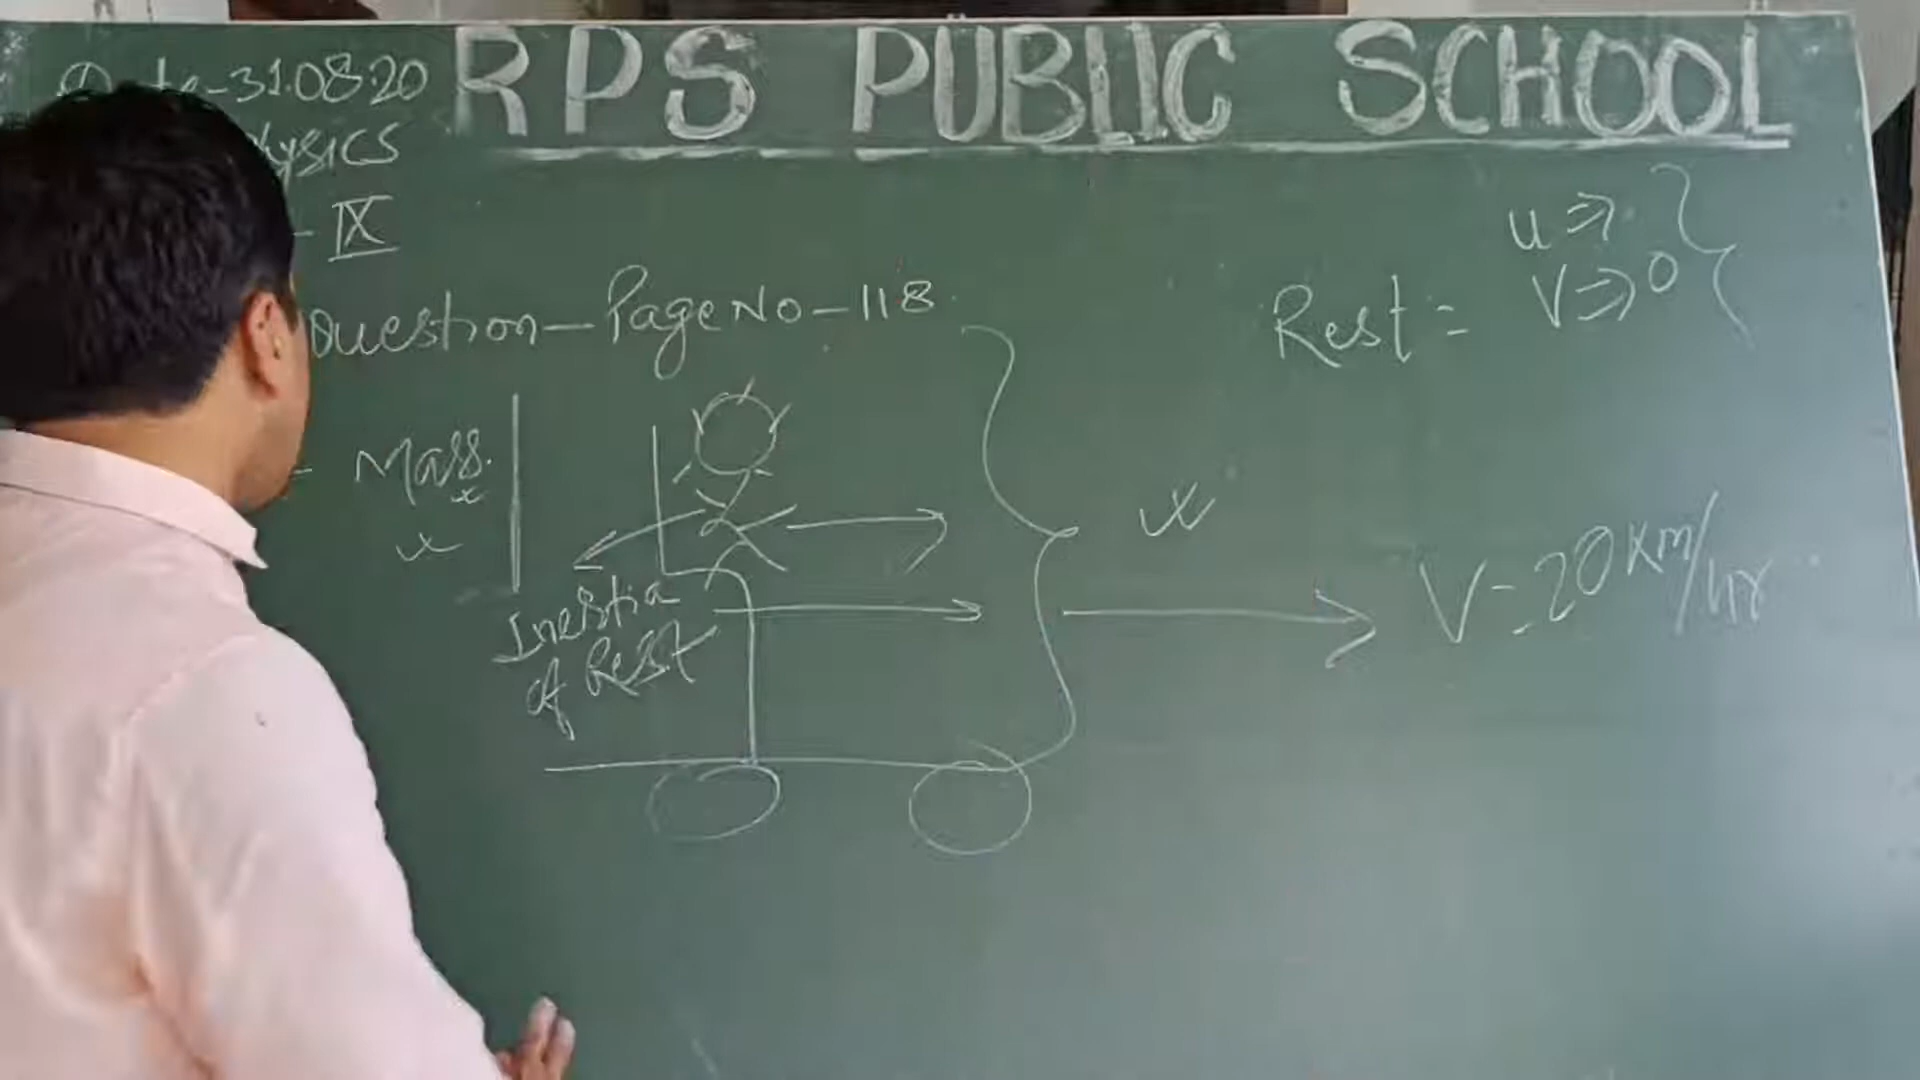 RPS PUBLIC SCHOOL
-31.08.20
ysics
- IX
Question - Page No - 118
- Mass.
Inertia
of Rest
Rest =
u ⇒
V ⇒ 0
V = 20 Km/hr